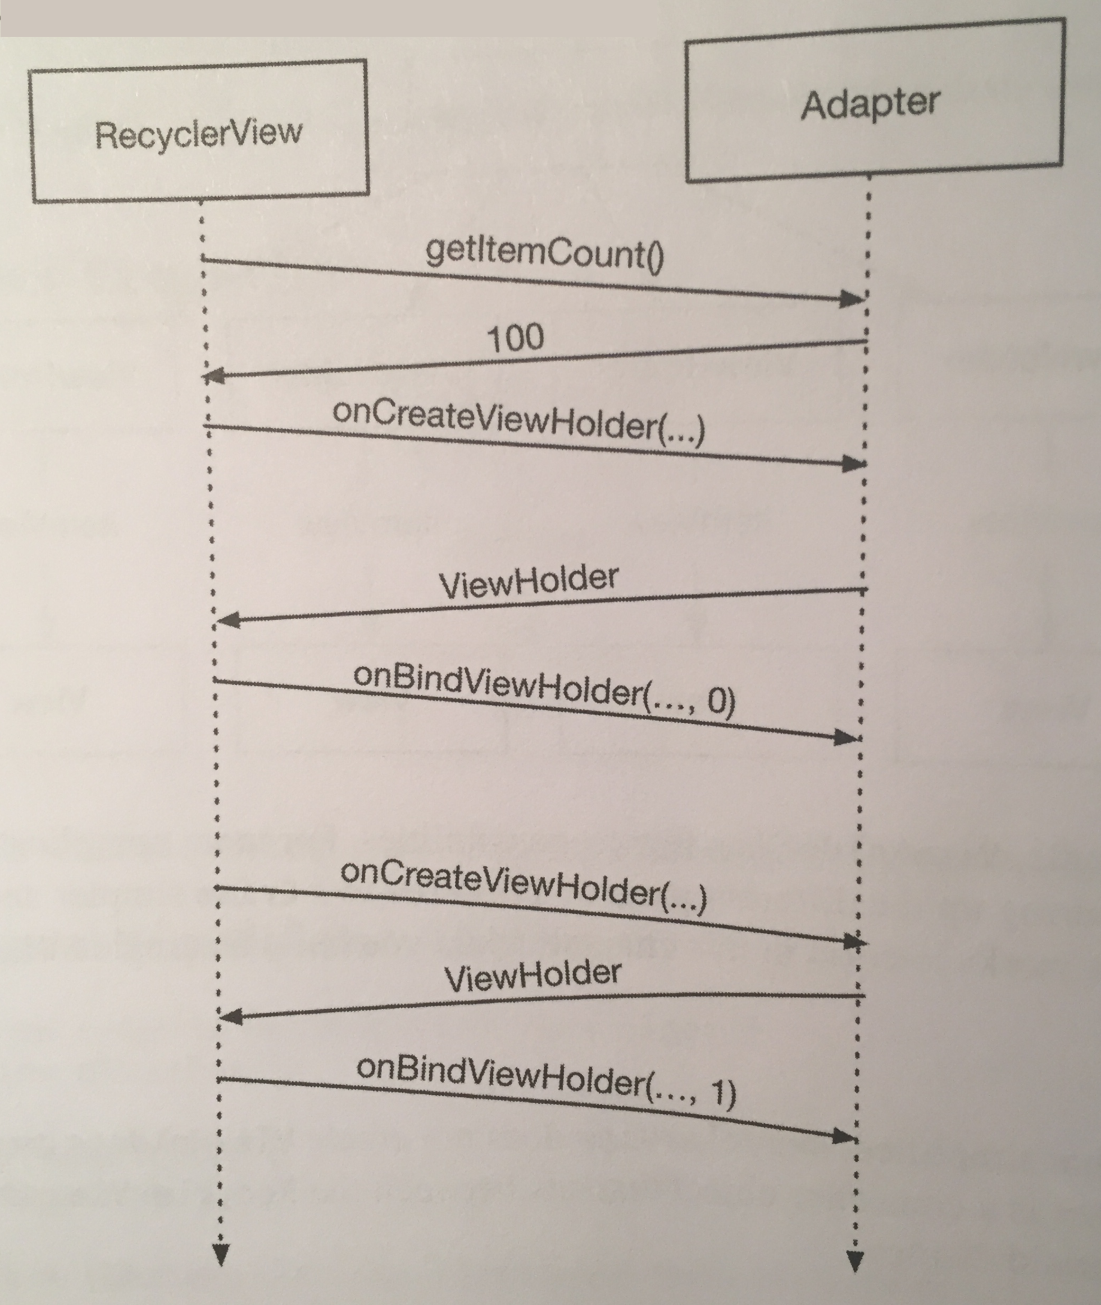 RecyclerView
Adapter
getItemCount()
100
onCreateViewHolder(...)
ViewHolder
onBindViewHolder(..., 0)
onCreateViewHolder(...)
ViewHolder
onBindViewHolder(..., 1)